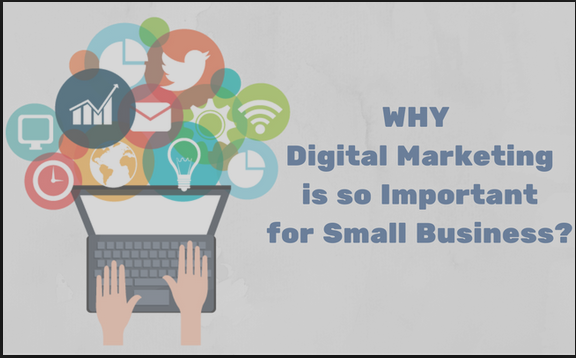 WHY
Digital Marketing
is so Important
for Small Business?